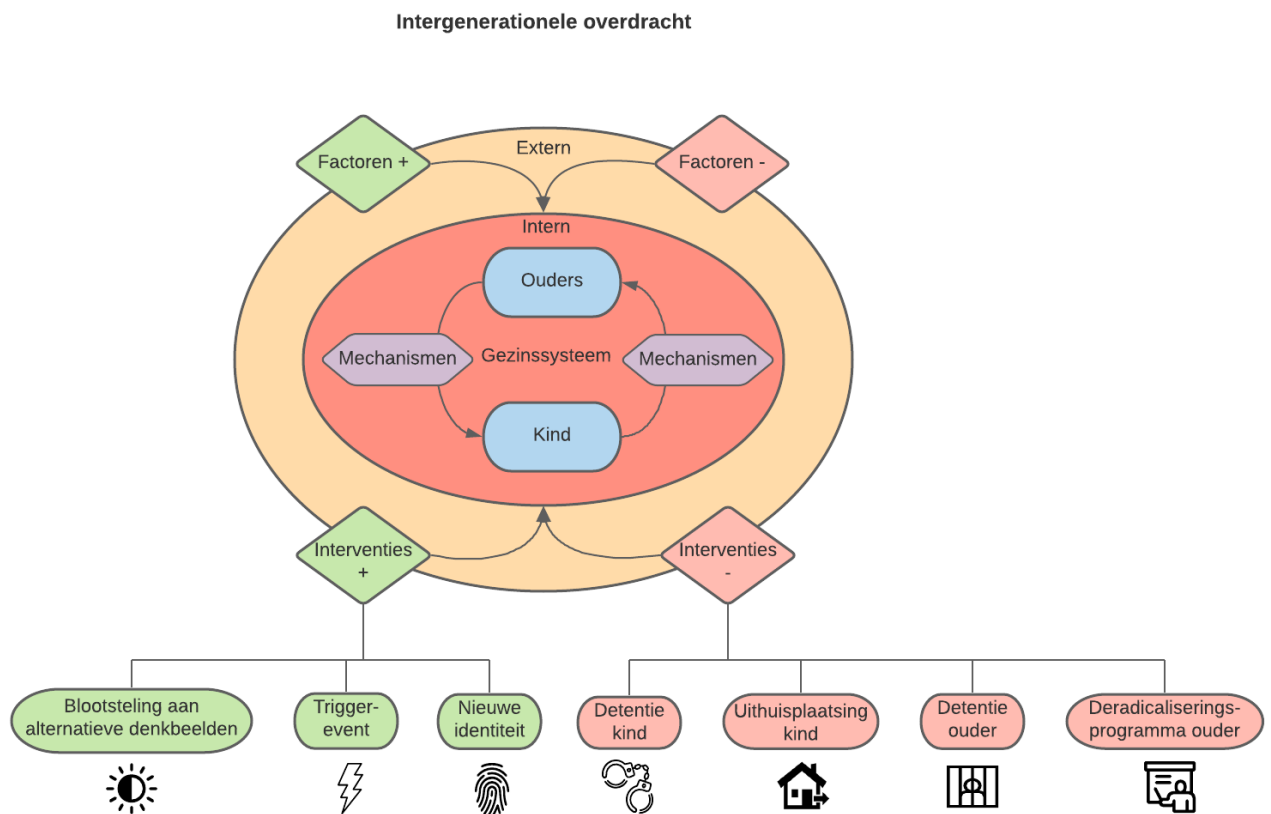 Intergenerationele overdracht
Factoren +
Extern
Factoren -
Intern
Ouders
Mechanismen
Gezinssysteem
Mechanismen
Kind
Interventies
+
Interventies
-
Blootsteling aan
alternatieve denkbeelden
Trigger-
event
Nieuwe
identiteit
Detentie
kind
Uithuisplaatsing
kind
Detentie
ouder
Deradicaliserings-
programma ouder